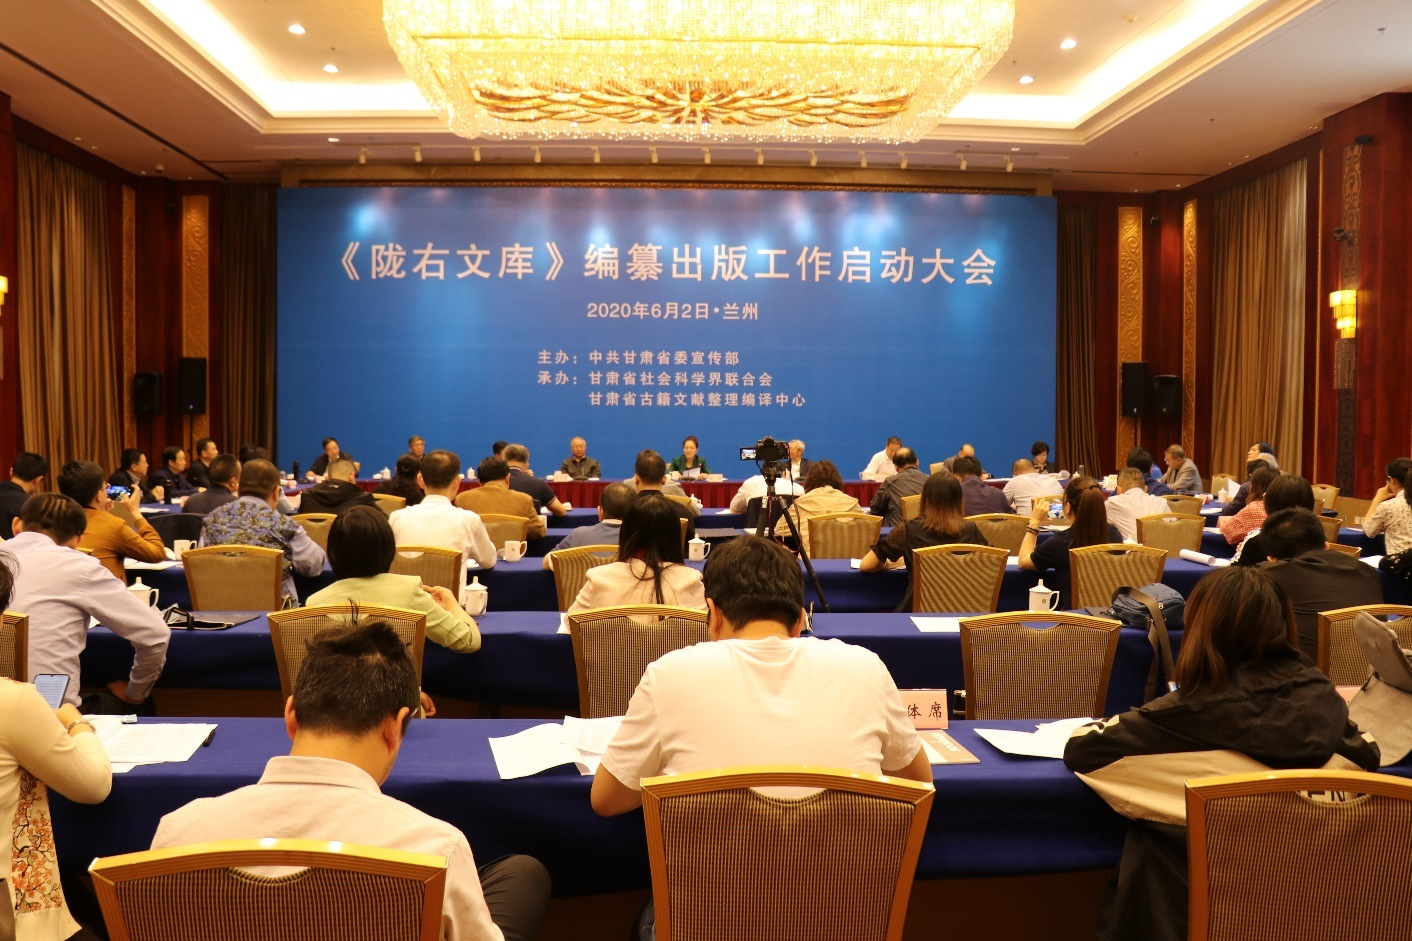 《陇右文库》编纂出版工作启动大会
2020年6月2日·兰州
主办：中共甘肃省委宣传部
承办：甘肃省社会科学界联合会
甘肃省古籍文献整理编译中心
体席